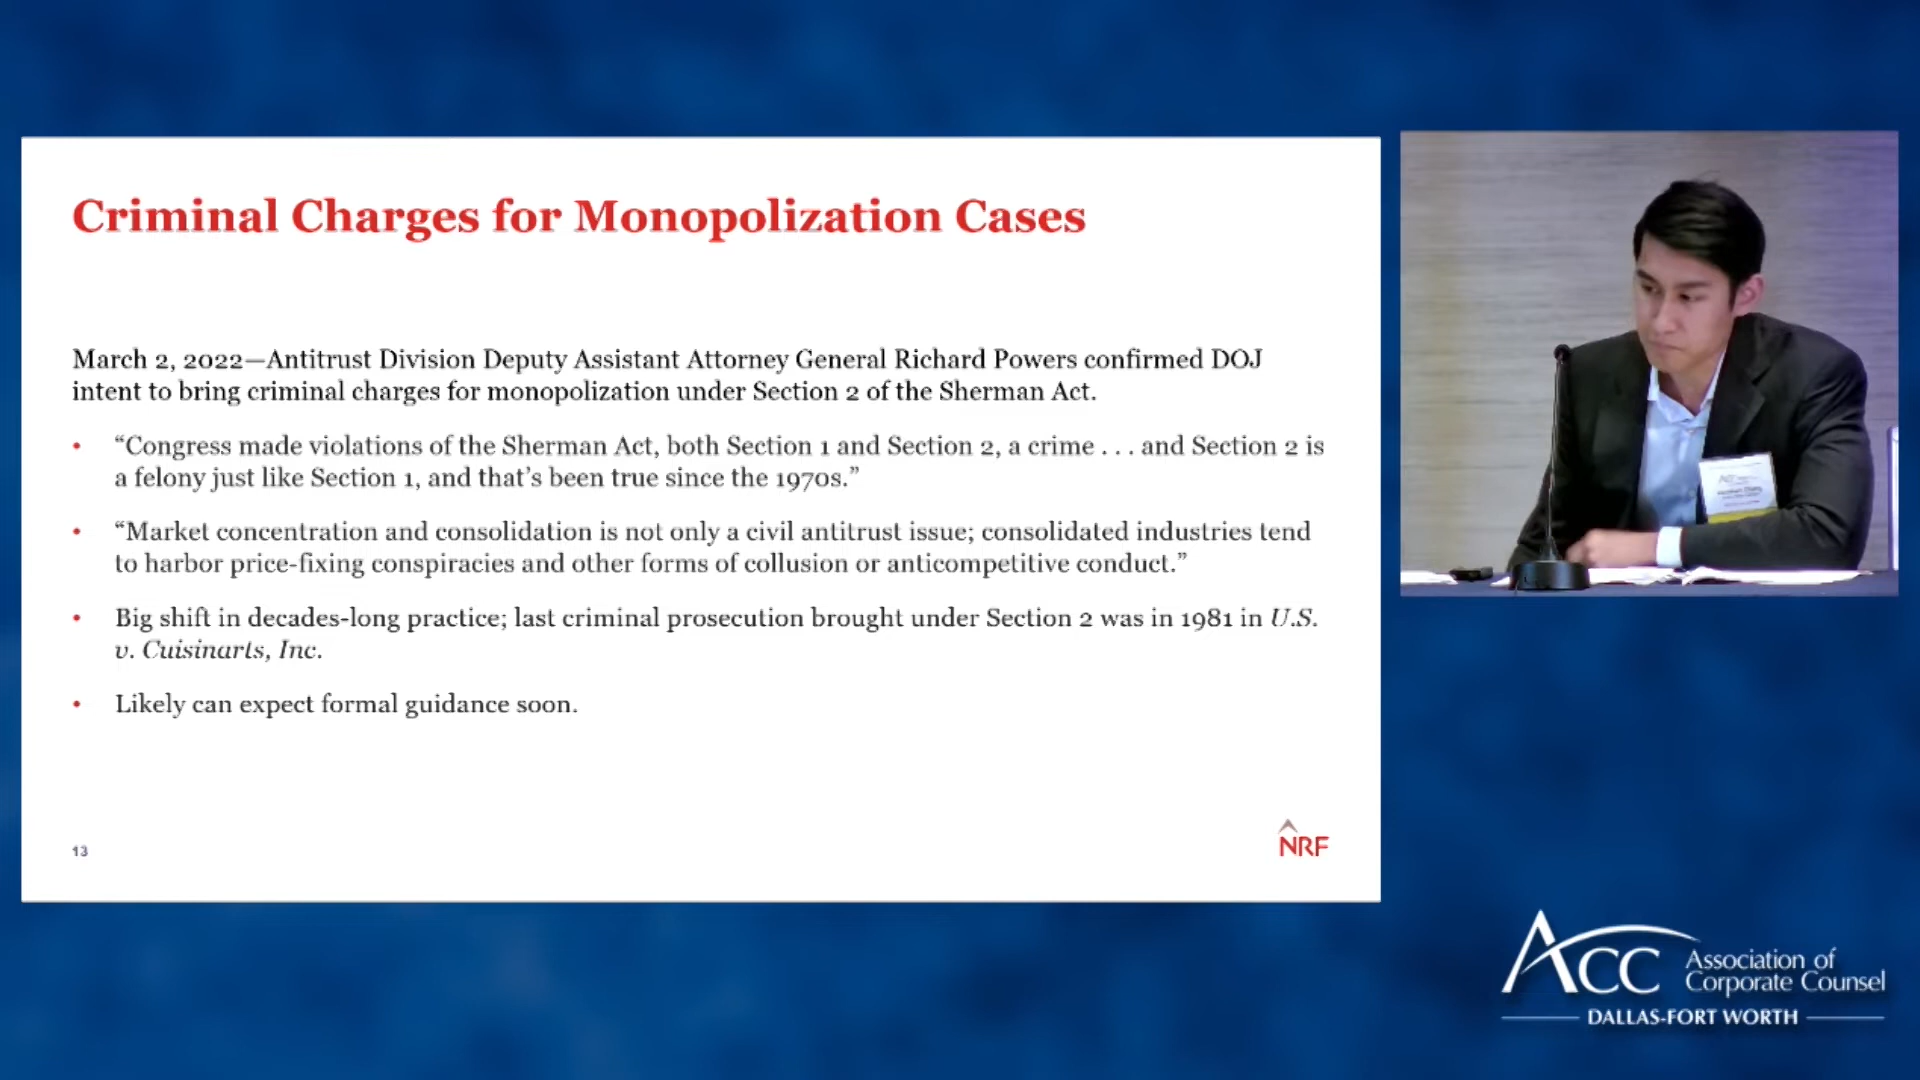 Criminal Charges for Monopolization Cases
March 2, 2022—Antitrust Division Deputy Assistant Attorney General Richard Powers confirmed DOJ
intent to bring criminal charges for monopolization under Section 2 of the Sherman Act.
• “Congress made violations of the Sherman Act, both Section 1 and Section 2, a crime . . . and Section 2 is
a felony just like Section 1, and that’s been true since the 1970s.”
• “Market concentration and consolidation is not only a civil antitrust issue; consolidated industries tend
to harbor price-fixing conspiracies and other forms of collusion or anticompetitive conduct.”
• Big shift in decades-long practice; last criminal prosecution brought under Section 2 was in 1981 in U.S.
v. Cuisinarts, Inc.
• Likely can expect formal guidance soon.
13
NRF
ACC
ACC Association of
Corporate Counsel
DALLAS-FORT WORTH